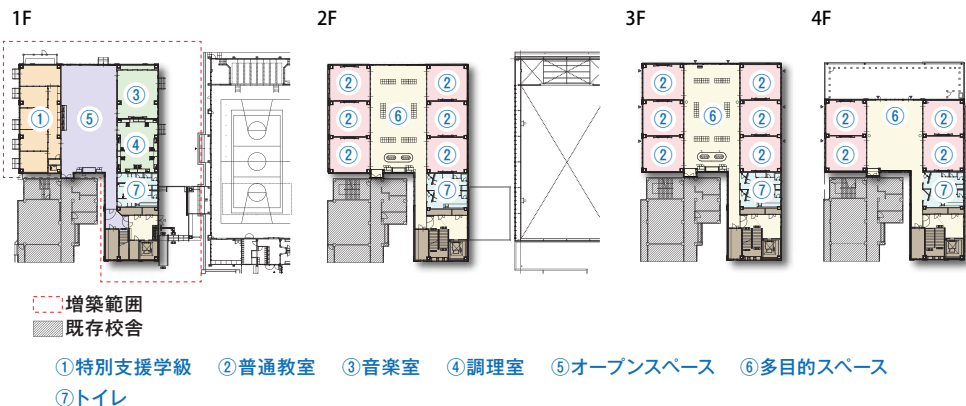 1F 2F 3F 4F
① ⑤ ③ ④ ⑦
② ② ② ⑥ ② ② ② ⑦
② ② ② ⑥ ② ② ② ⑦
② ② ⑥ ② ② ⑦
増築範囲
既存校舎
①特別支援学級 ②普通教室 ③音楽室 ④調理室 ⑤オープンスペース ⑥多目的スペース
⑦トイレ